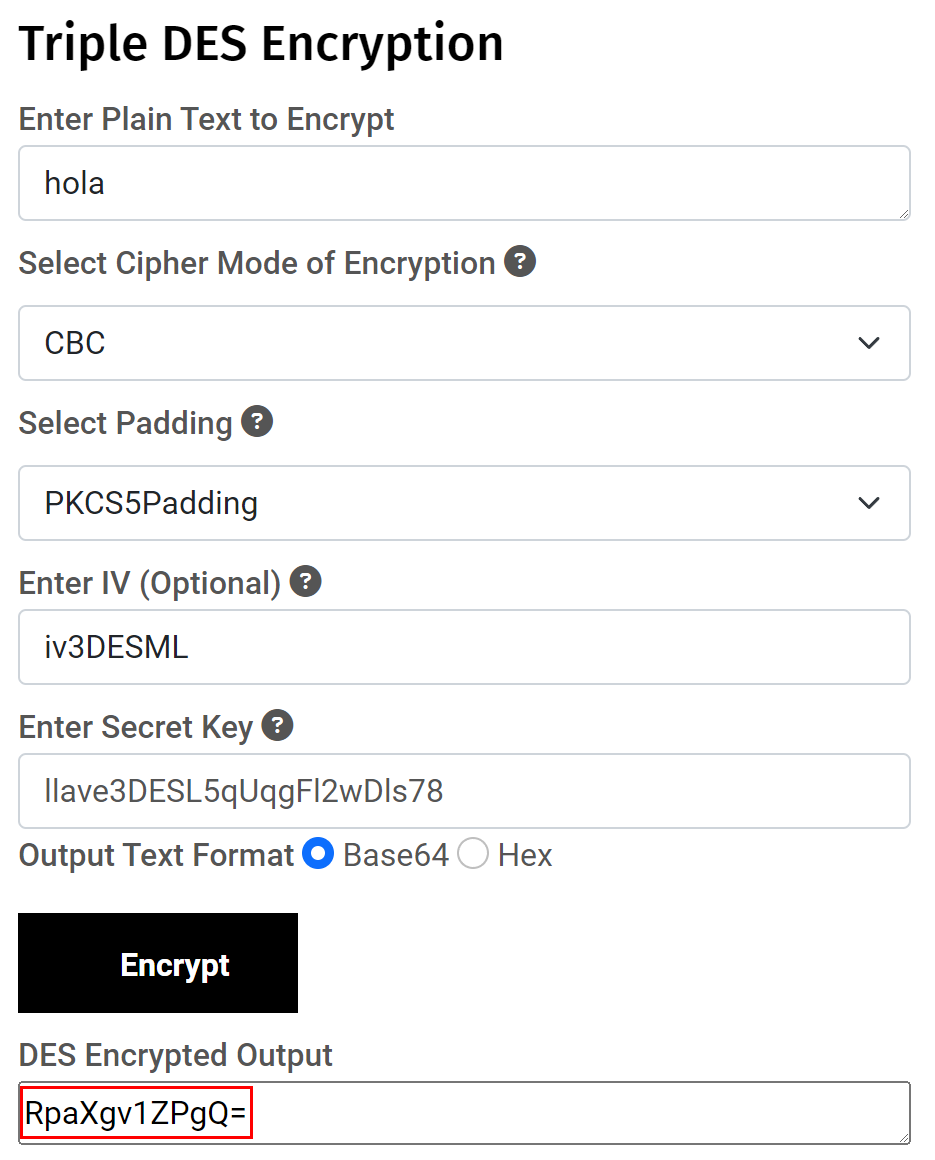 Triple DES Encryption
Enter Plain Text to Encrypt
hola
Select Cipher Mode of Encryption ?
CBC
Select Padding ?
PKCS5Padding
Enter IV (Optional) ?
iv3DESML
Enter Secret Key ?
llave3DESL5qUqgFl2wDls78
Output Text Format Base64 Hex
Encrypt
DES Encrypted Output
RpaXgv1ZPgQ=